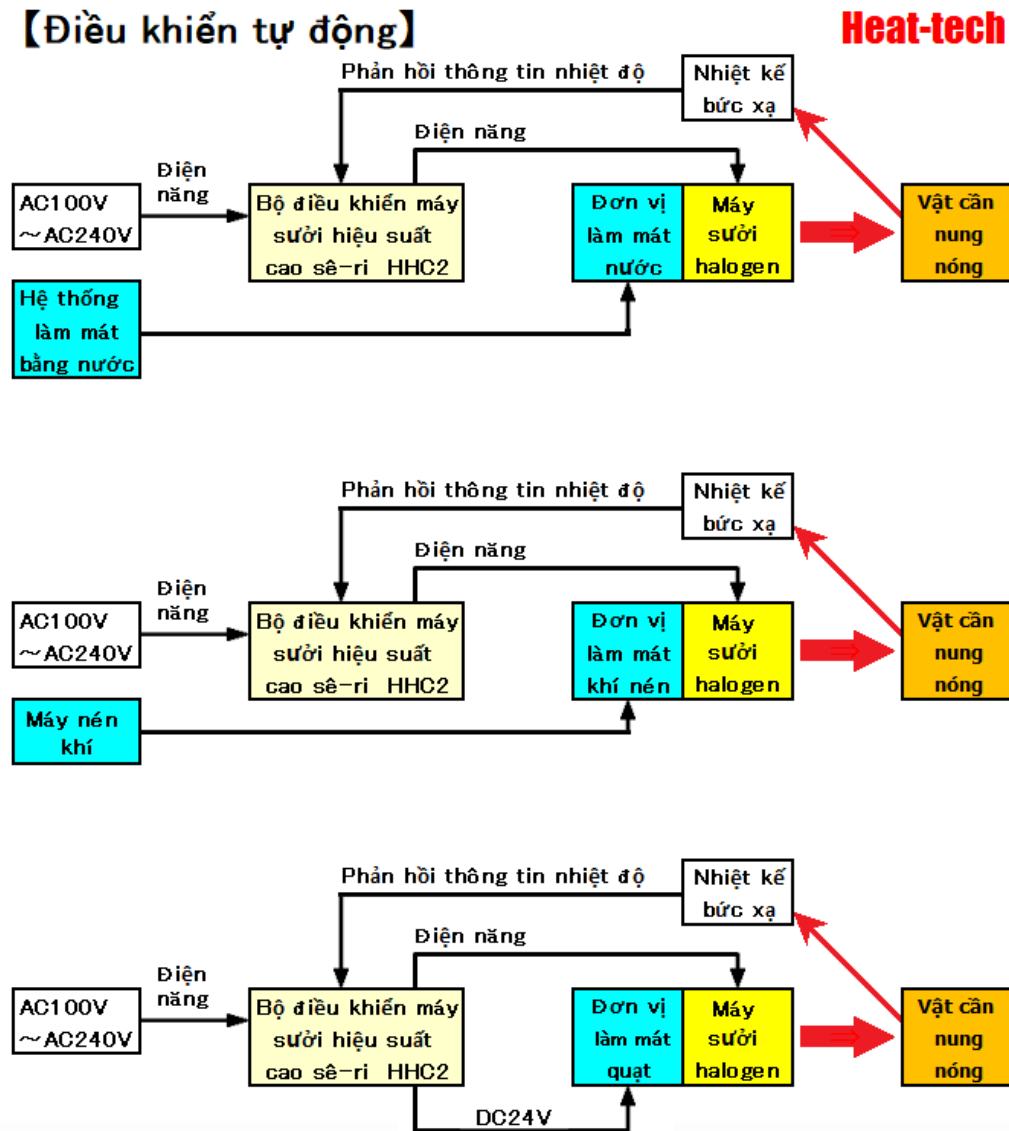 【Điều khiển tự động】
Heat-tech
Phản hồi thông tin nhiệt độ
Nhiệt kế
bức xạ
Điện năng
Điện
năng
AC100V
～AC240V
Bộ điều khiển máy
sưởi hiệu suất
cao sê-ri HHC2
Đơn vị
làm mát
nước
Máy
sưởi
halogen
Vật cần
nung
nóng
Hệ thống
làm mát
bằng nước
Phản hồi thông tin nhiệt độ
Nhiệt kế
bức xạ
Điện năng
Điện
năng
AC100V
～AC240V
Bộ điều khiển máy
sưởi hiệu suất
cao sê-ri HHC2
Đơn vị
làm mát
khí nén
Máy
sưởi
halogen
Vật cần
nung
nóng
Máy nén
khí
Phản hồi thông tin nhiệt độ
Nhiệt kế
bức xạ
Điện năng
Điện
năng
AC100V
～AC240V
Bộ điều khiển máy
sưởi hiệu suất
cao sê-ri HHC2
Đơn vị
làm mát
quạt
Máy
sưởi
halogen
Vật cần
nung
nóng
DC24V